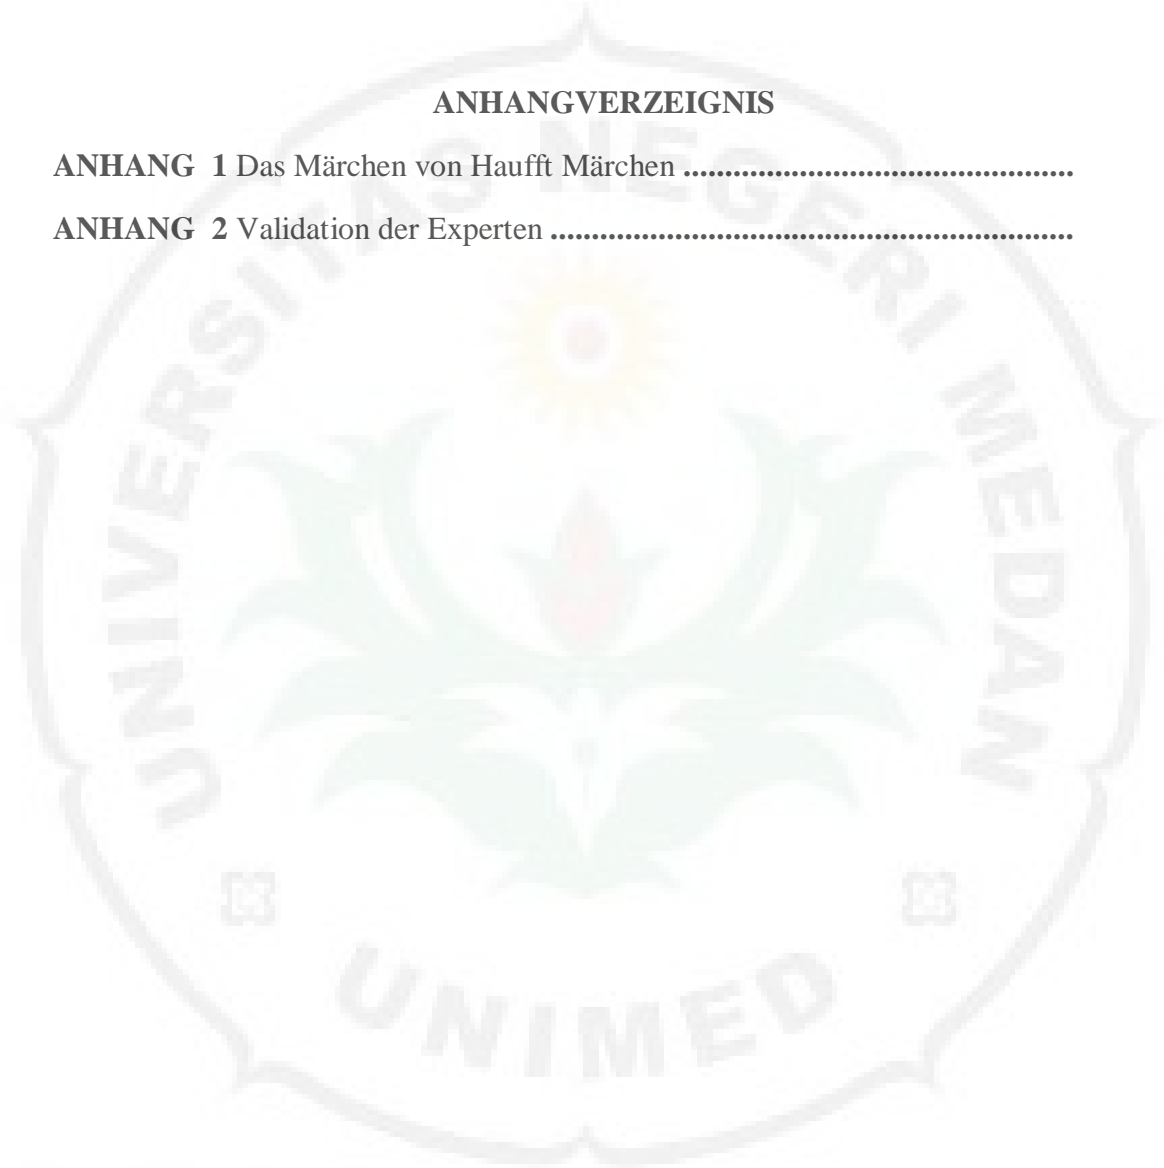 ANHANGVERZEIGNIS
ANHANG 1 Das Märchen von Haufft Märchen ...............................................
ANHANG 2 Validation der Experten ...............................................................
UNIVERSITAS NEGERI MEDAN
UNIMED